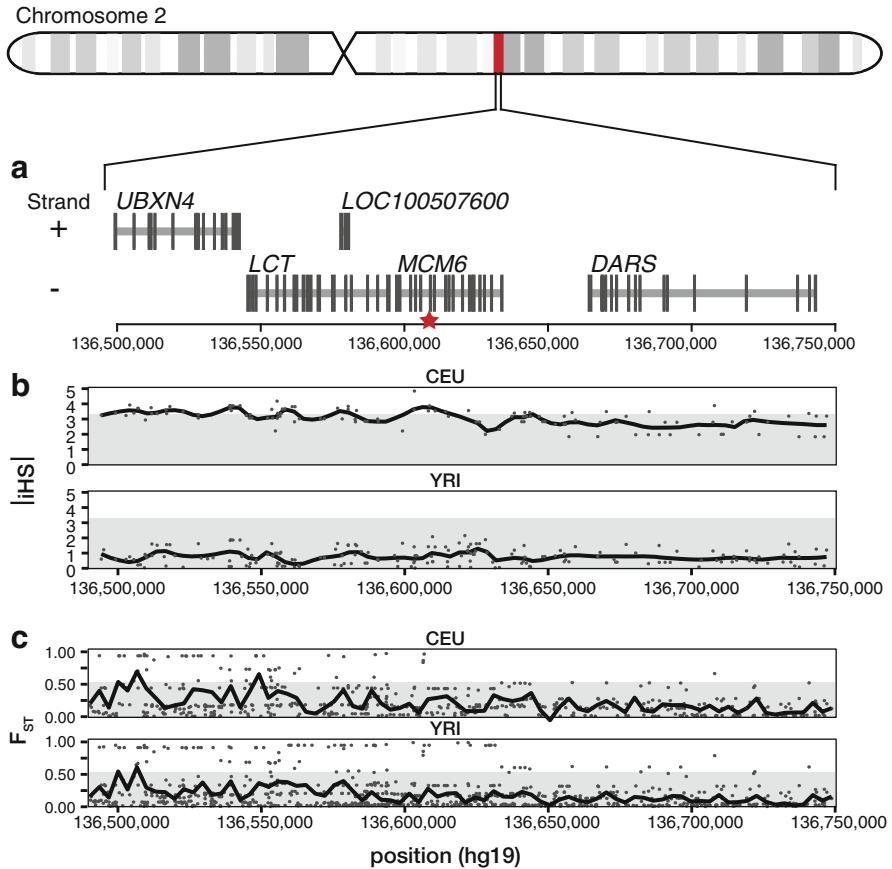 Chromosome 2
a
Strand
UBXN4
LOC100507600
+
LCT
MCM6
DARS
-
136,500,000
136,550,000
136,600,000
136,650,000
136,700,000
136,750,000
b
CEU
|iHS|
5
4
3
2
1
0
YRI
5
4
3
2
1
0
136,500,000
136,550,000
136,600,000
136,650,000
136,700,000
136,750,000
c
CEU
FST
1.00
0.50
0.00
YRI
1.00
0.50
0.00
136,500,000
136,550,000
136,600,000
136,650,000
136,700,000
136,750,000
position (hg19)